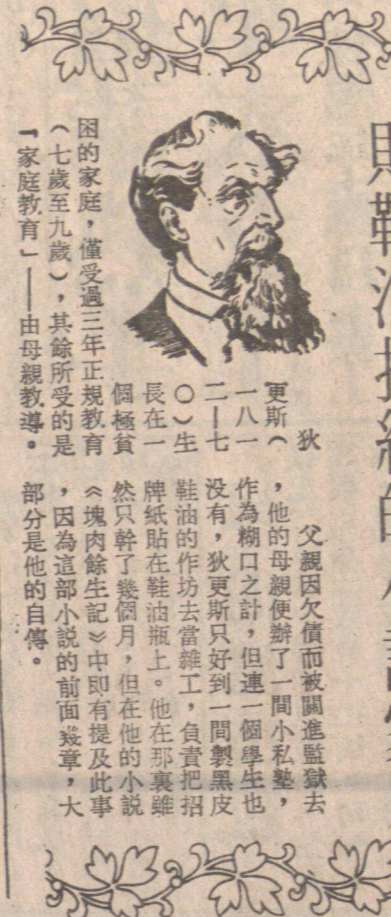 貼鞋油招紙的
狄
更斯（
一八一
二—七
○）生
長在一
個極貧
困的家庭，僅受過三年正規教育
（七歲至九歲），其餘所受的是
「家庭教育」——由母親教導。
父親因欠債而被關進監獄去
，他的母親便辦了一間小私塾，
作為糊口之計，但連一個學生也
没有，狄更斯只好到一間製黑皮
鞋油的作坊去當雜工，負責把招
牌紙貼在鞋油瓶上。他在那裏雖
然只幹了幾個月，但在他的小說
《塊肉餘生記》中即有提及此事
，因為這部小説的前面幾章，大
部分是他的自傳。